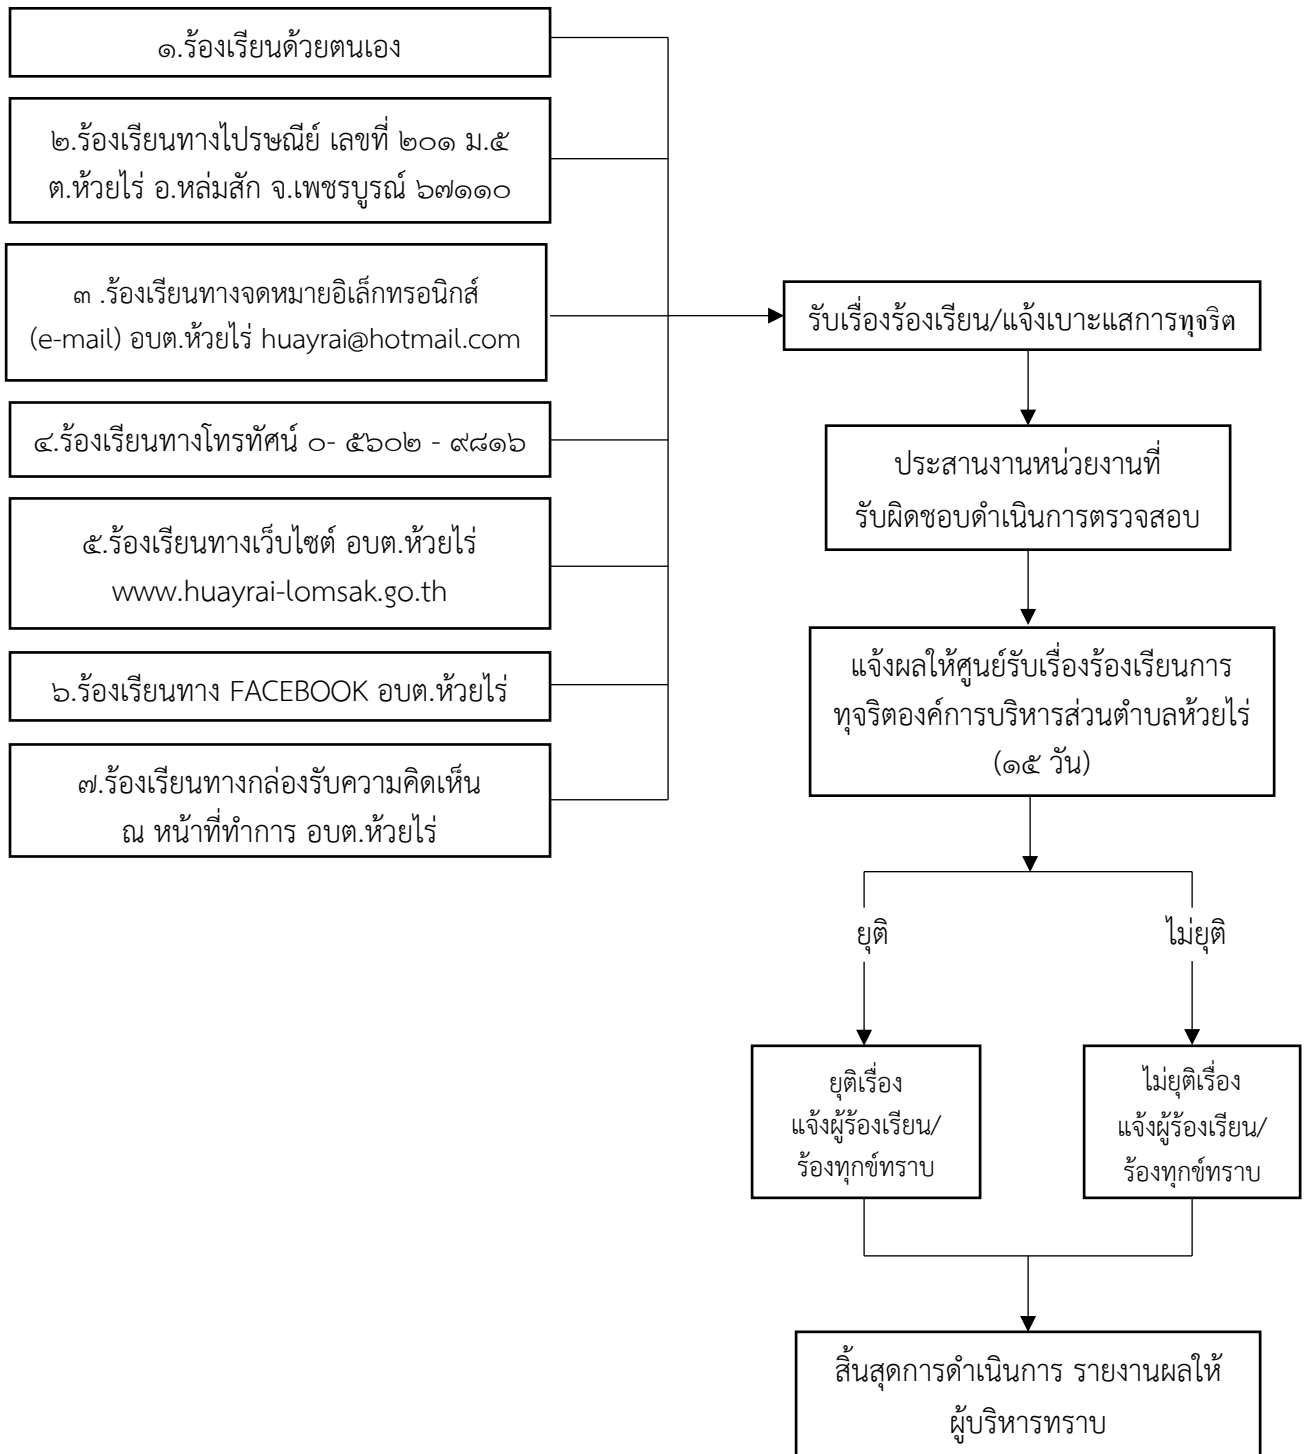 ๑.ร้องเรียนด้วยตนเอง
๒.ร้องเรียนทางไปรษณีย์ เลขที่ ๒๐๑ ม.๕
ต.ห้วยไร่ อ.หล่มสัก จ.เพชรบูรณ์ ๖๗๑๑๐
๓ .ร้องเรียนทางจดหมายอิเล็กทรอนิกส์
(e-mail) อบต.ห้วยไร่ huayrai@hotmail.com
๔.ร้องเรียนทางโทรทัศน์ ๐- ๕๖๐๒ - ๙๘๑๖
๕.ร้องเรียนทางเว็บไซต์ อบต.ห้วยไร่
www.huayrai-lomsak.go.th
๖.ร้องเรียนทาง FACEBOOK อบต.ห้วยไร่
๗.ร้องเรียนทางกล่องรับความคิดเห็น
ณ หน้าที่ทำการ อบต.ห้วยไร่
รับเรื่องร้องเรียน/แจ้งเบาะแสการทุจริต
ประสานงานหน่วยงานที่
รับผิดชอบดำเนินการตรวจสอบ
แจ้งผลให้ศูนย์รับเรื่องร้องเรียนการ
ทุจริตองค์การบริหารส่วนตำบลห้วยไร่
(๑๕ วัน)
ยุติ
ไม่ยุติ
ยุติเรื่อง
แจ้งผู้ร้องเรียน/
ร้องทุกข์ทราบ
ไม่ยุติเรื่อง
แจ้งผู้ร้องเรียน/
ร้องทุกข์ทราบ
สิ้นสุดการดำเนินการ รายงานผลให้
ผู้บริหารทราบ